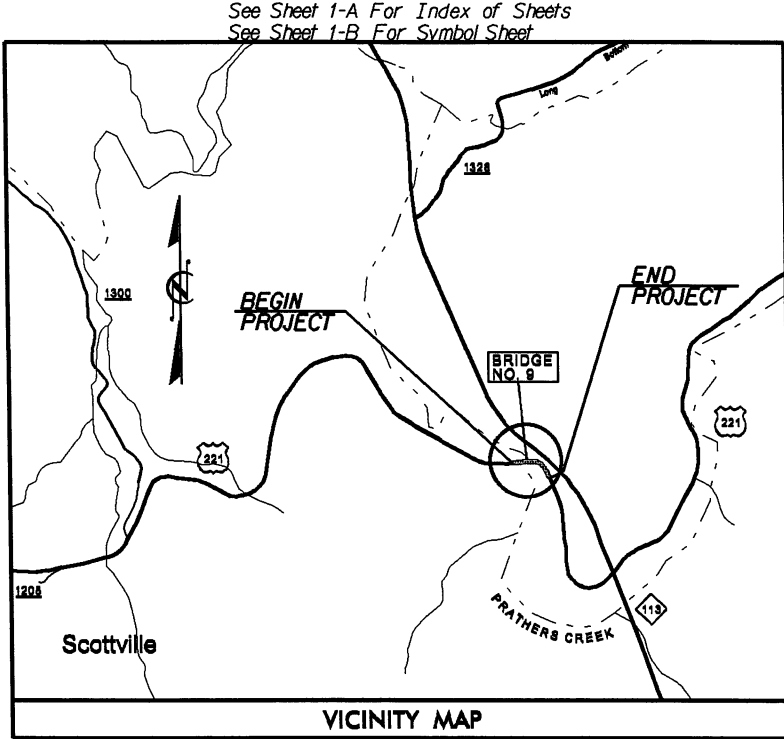 See Sheet 1-A For Index of Sheets
See Sheet 1-B For Symbol Sheet
Long
Bottom
1328
1300
N
BEGIN
PROJECT
END
PROJECT
BRIDGE
NO. 9
221
221
1208
Scottville
PRATHERS CREEK
113
VICINITY MAP